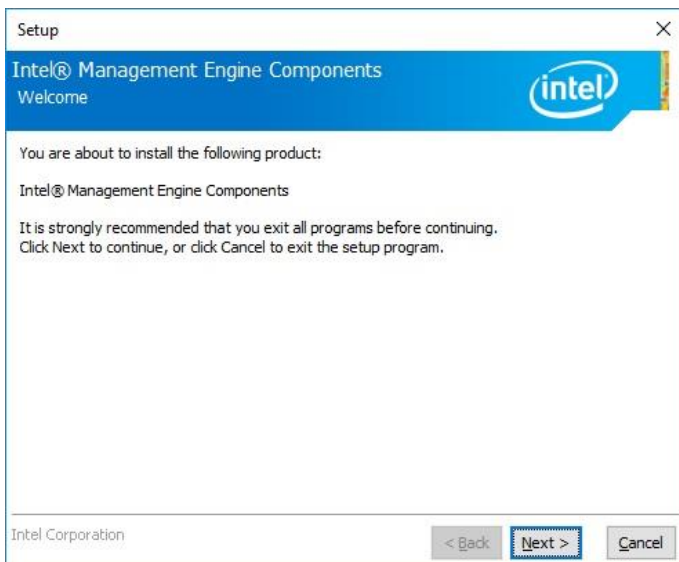 Setup
Intel® Management Engine Components
Welcome
intel
You are about to install the following product:
Intel® Management Engine Components
It is strongly recommended that you exit all programs before continuing.
Click Next to continue, or click Cancel to exit the setup program.
Intel Corporation
< Back Next > Cancel